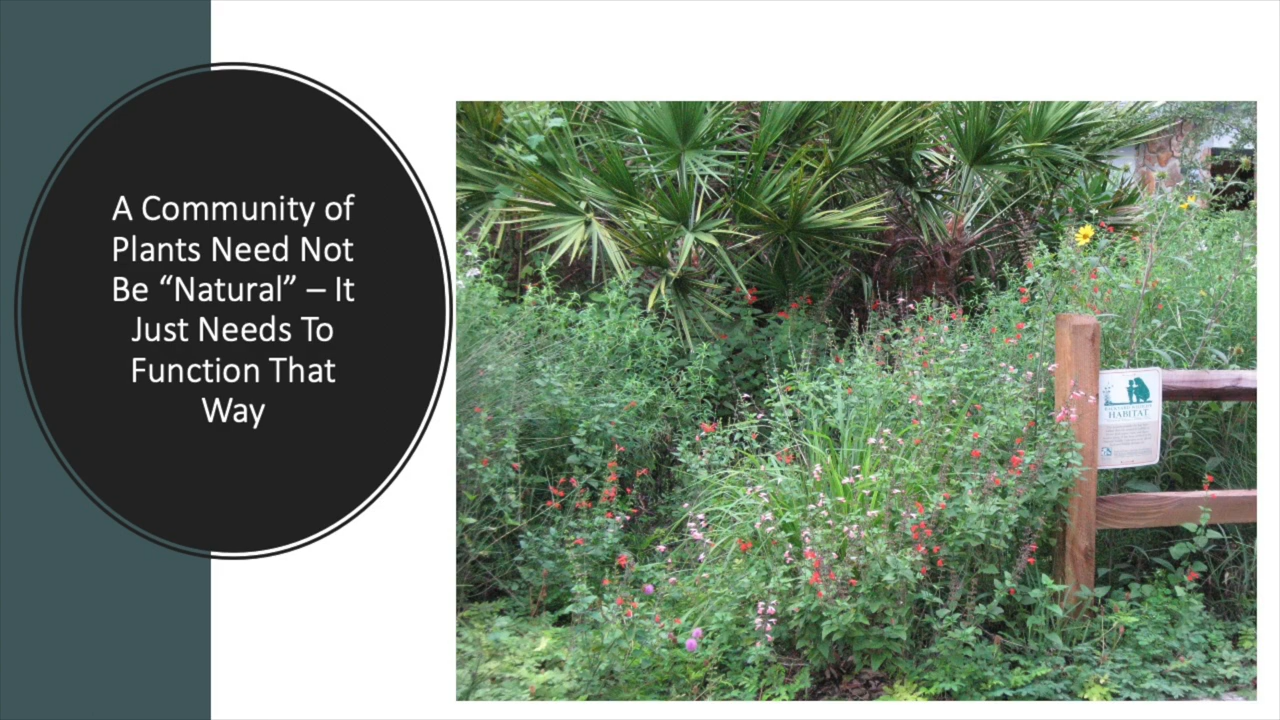 A Community of
Plants Need Not
Be “Natural” – It
Just Needs To
Function That
Way
HABITAT